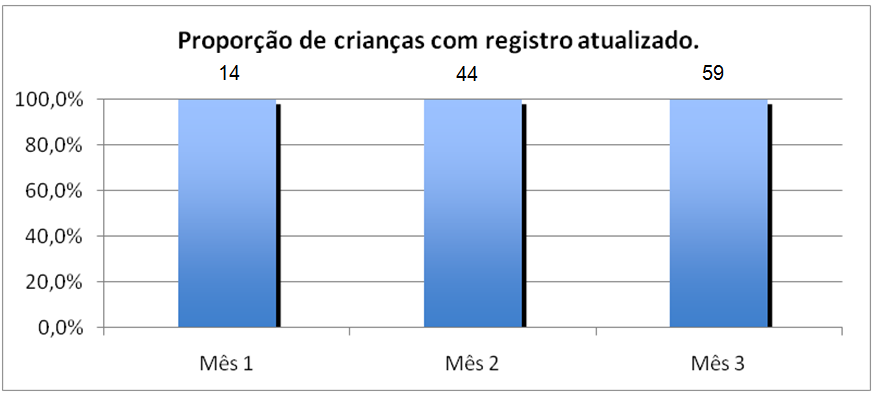 Proporção de crianças com registro atualizado.
14 44 59
100,0%
80,0%
60,0%
40,0%
20,0%
0,0%
Mês 1 Mês 2 Mês 3